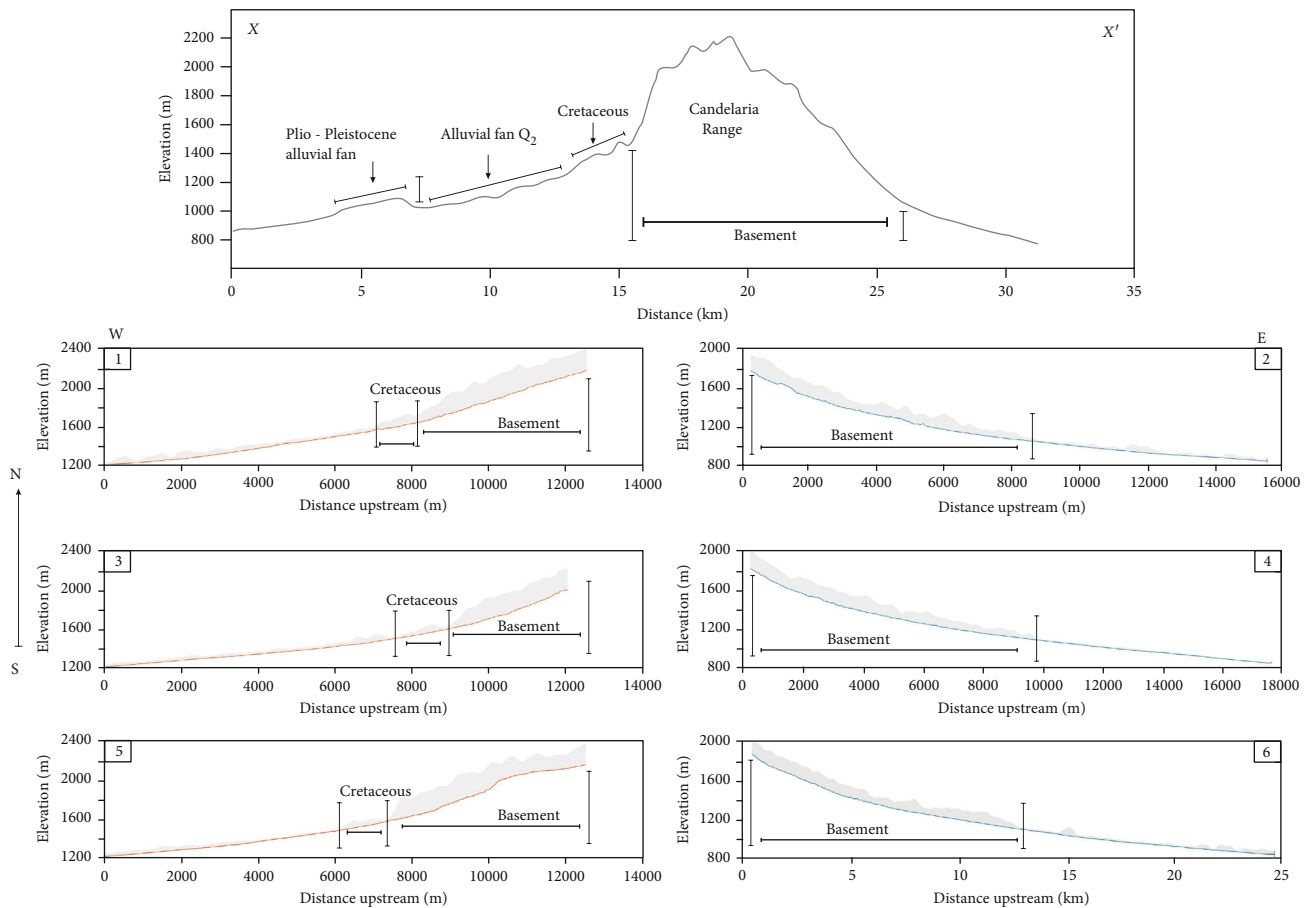 X
X′
2200
2000
1800
1600
1400
1200
1000
800
Elevation (m)
Plio - Pleistocene
alluvial fan
Alluvial fan Q2
Cretaceous
Candelaria
Range
Basement
0
5
10
15
20
25
30
35
Distance (km)
W
E
N
S
1
2400
2000
1600
1200
Elevation (m)
Cretaceous
Basement
0
2000
4000
6000
8000
10000
12000
14000
Distance upstream (m)
2
2000
1600
1200
800
Elevation (m)
Basement
0
2000
4000
6000
8000
10000
12000
14000
16000
Distance upstream (m)
3
2400
2000
1600
1200
Elevation (m)
Cretaceous
Basement
0
2000
4000
6000
8000
10000
12000
14000
Distance upstream (m)
4
2000
1600
1200
800
Elevation (m)
Basement
0
2000
4000
6000
8000
10000
12000
14000
16000
18000
Distance upstream (m)
5
2400
2000
1600
1200
Elevation (m)
Cretaceous
Basement
0
2000
4000
6000
8000
10000
12000
14000
Distance upstream (m)
6
2000
1600
1200
800
Elevation (m)
Basement
0
5
10
15
20
25
Distance upstream (km)